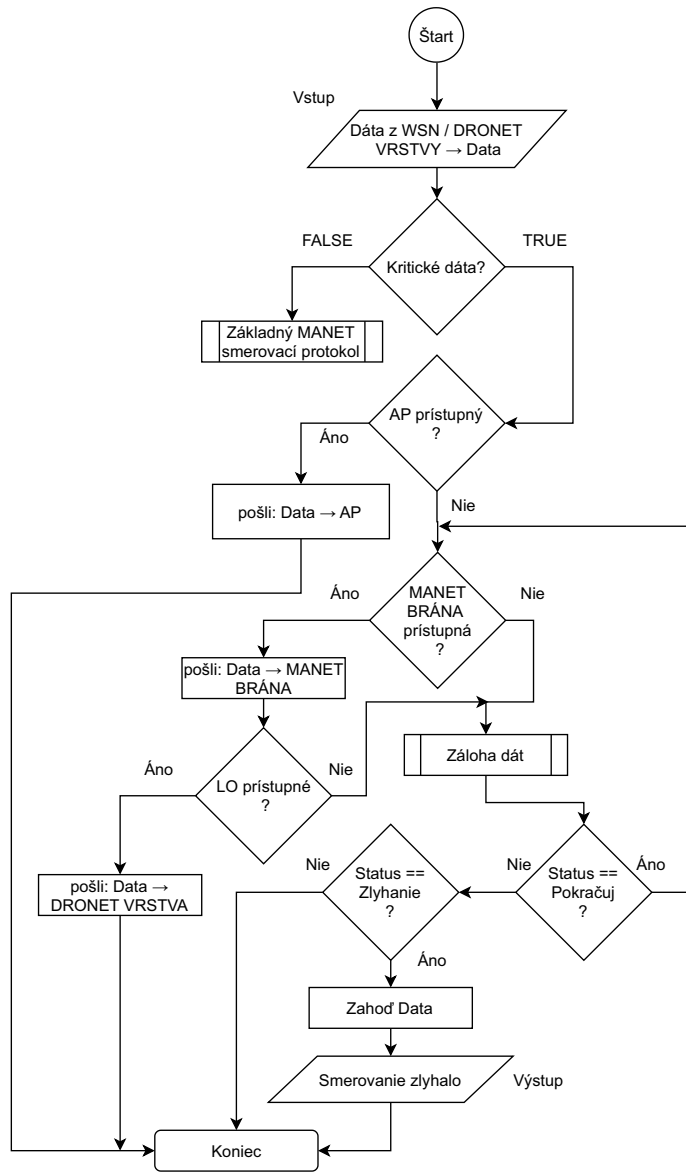 Štart
Vstup
Dáta z WSN / DRONET
VRSTVY → Data
FALSE
TRUE
Kritické dáta?
Základný MANET
smerovací protokol
AP prístupný
?
Áno
Nie
pošli: Data → AP
MANET
BRÁNA
prístupná
?
Áno
Nie
pošli: Data → MANET
BRÁNA
Záloha dát
Áno
Nie
LO prístupné
?
Nie
Status ==
Zlyhanie
?
Nie
Status ==
Pokračuj
?
Áno
pošli: Data →
DRONET VRSTVA
Áno
Zahoď Data
Smerovanie zlyhalo
Výstup
Koniec